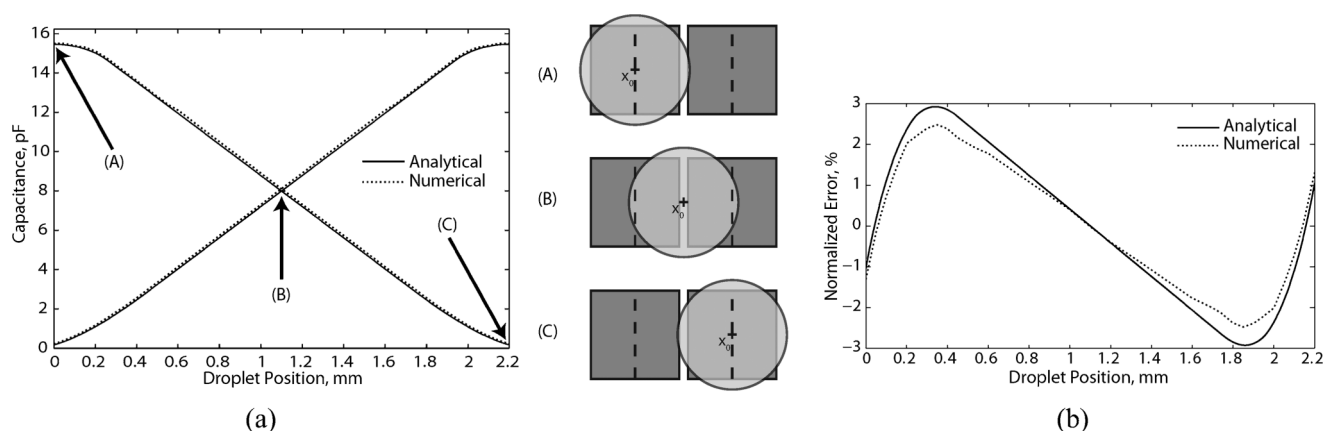 16
14
12
10
8
6
4
2
0
Capacitance, pF
(A)
(B)
(C)
Analytical
Numerical
0 0.2 0.4 0.6 0.8 1 1.2 1.4 1.6 1.8 2.0 2.2
Droplet Position, mm
(a)
(A)
X0
(B)
X0
(C)
X0
3
2
1
0
−1
−2
−3
Normalized Error, %
Analytical
Numerical
0 0.2 0.4 0.6 0.8 1 1.2 1.4 1.6 1.8 2 2.2
Droplet Position, mm
(b)